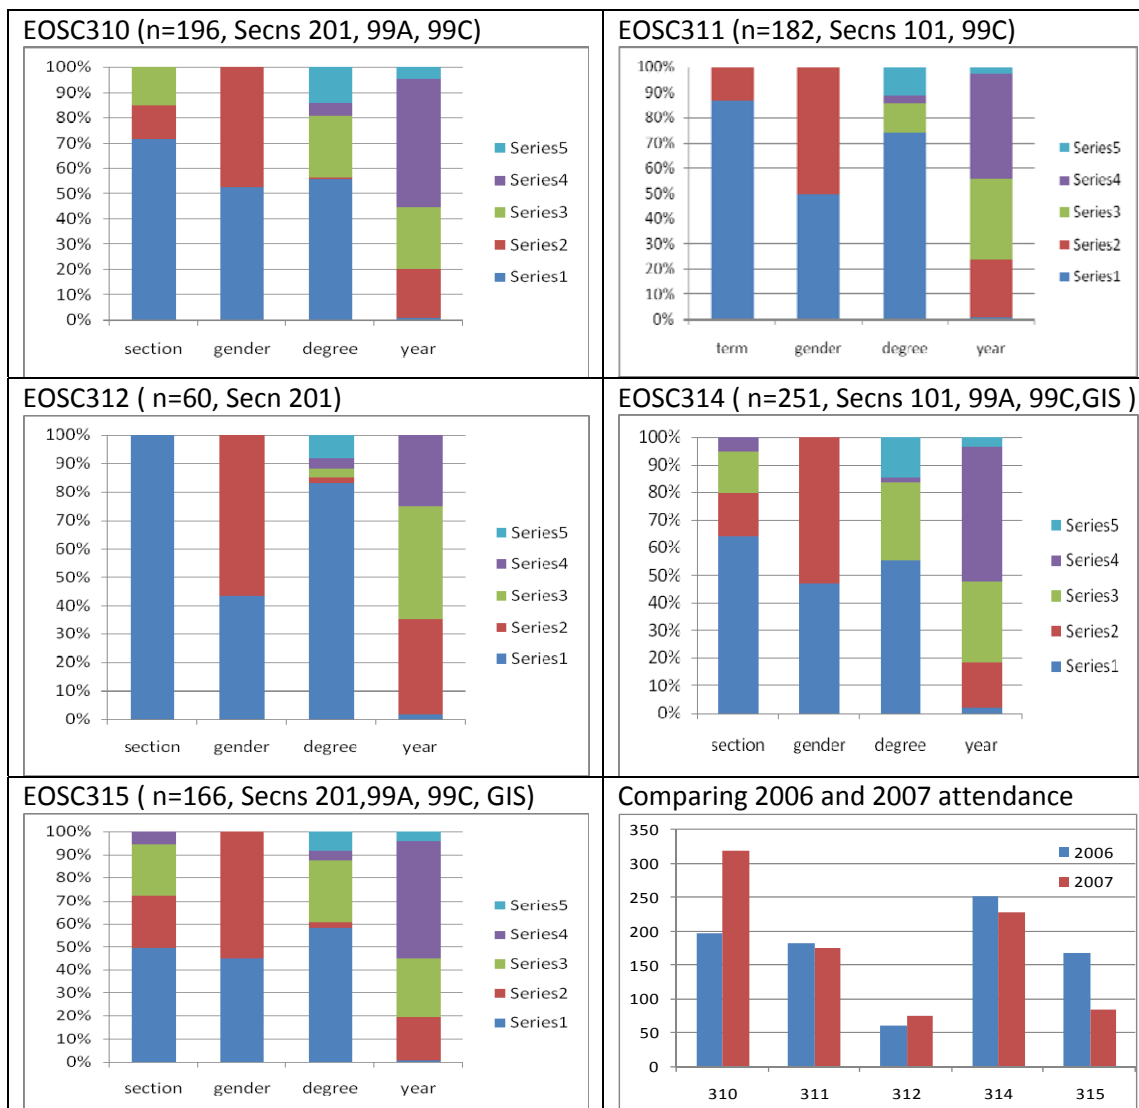 EOSC310 (n=196, Secns 201, 99A, 99C)
100%
90%
80%
70%
60%
50%
40%
30%
20%
10%
0%
section gender degree year
Series5
Series4
Series3
Series2
Series1
EOSC311 (n=182, Secns 101, 99C)
100%
90%
80%
70%
60%
50%
40%
30%
20%
10%
0%
term gender degree year
Series5
Series4
Series3
Series2
Series1
EOSC312 ( n=60, Secn 201)
100%
90%
80%
70%
60%
50%
40%
30%
20%
10%
0%
section gender degree year
Series5
Series4
Series3
Series2
Series1
EOSC314 ( n=251, Secns 101, 99A, 99C,GIS )
100%
90%
80%
70%
60%
50%
40%
30%
20%
10%
0%
section gender degree year
Series5
Series4
Series3
Series2
Series1
EOSC315 ( n=166, Secns 201,99A, 99C, GIS)
100%
90%
80%
70%
60%
50%
40%
30%
20%
10%
0%
section gender degree year
Series5
Series4
Series3
Series2
Series1
Comparing 2006 and 2007 attendance
350
300
250
200
150
100
50
0
310 311 312 314 315
2006
2007